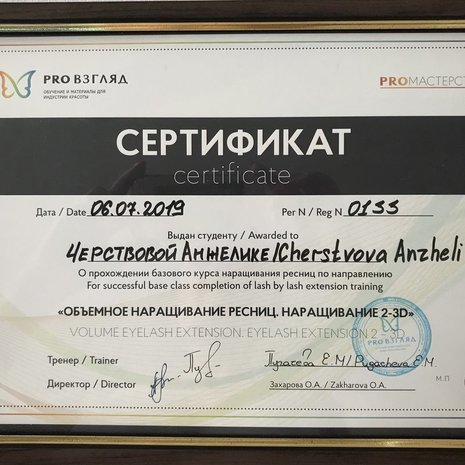 PRO ВЗГЛЯД
ОБУЧЕНИЕ И МАТЕРИАЛЫ ДЛЯ
ИНДУСТРИИ КРАСОТЫ
PROМАСТЕРСТ
СЕРТИФИКАТ
certificate
Дата / Date 06.07.2019 Рег N / Reg N 0133
Выдан студенту / Awarded to
Черствовой Анжелике/Cherstvova Anzheli
О прохождении базового курса наращивания ресниц по направлению
For successful base class completion of lash by lash extension training
«ОБЪЕМНОЕ НАРАЩИВАНИЕ РЕСНИЦ. НАРАЩИВАНИЕ 2-3D»
VOLUME EYELASH EXTENSION. EYELASH EXTENSION 2 - 3D
PRO ВЗГЛЯД
Тренер / Trainer Пугачева Е.М/ Pugacheva E.M.
Директор / Director Захарова О.А. / Zakharova O.A. М.П